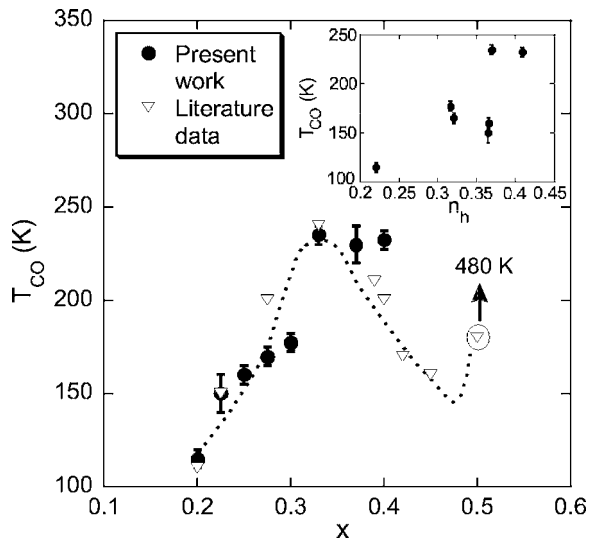 Present
work
Literature
data
350
300
250
200
150
100
T_CO (K)
0.1 0.2 0.3 0.4 0.5 0.6
x
480 K
250
200
150
100
T_CO (K)
0.2 0.25 0.3 0.35 0.4 0.45
n_h